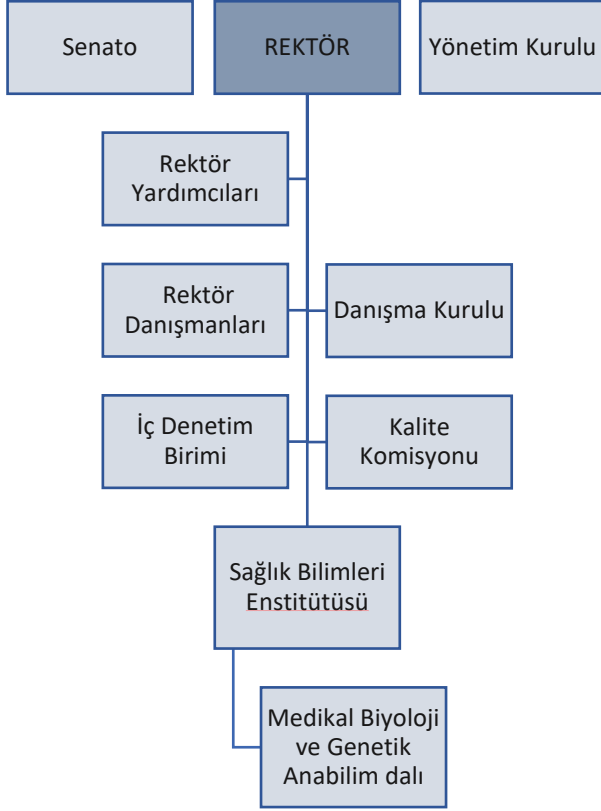 Senato
REKTÖR
Yönetim Kurulu
Rektör
Yardımcıları
Rektör
Danışmanları
Danışma Kurulu
İç Denetim
Birimi
Kalite
Komisyonu
Sağlık Bilimleri
Enstitütüsü
Medikal Biyoloji
ve Genetik
Anabilim dalı